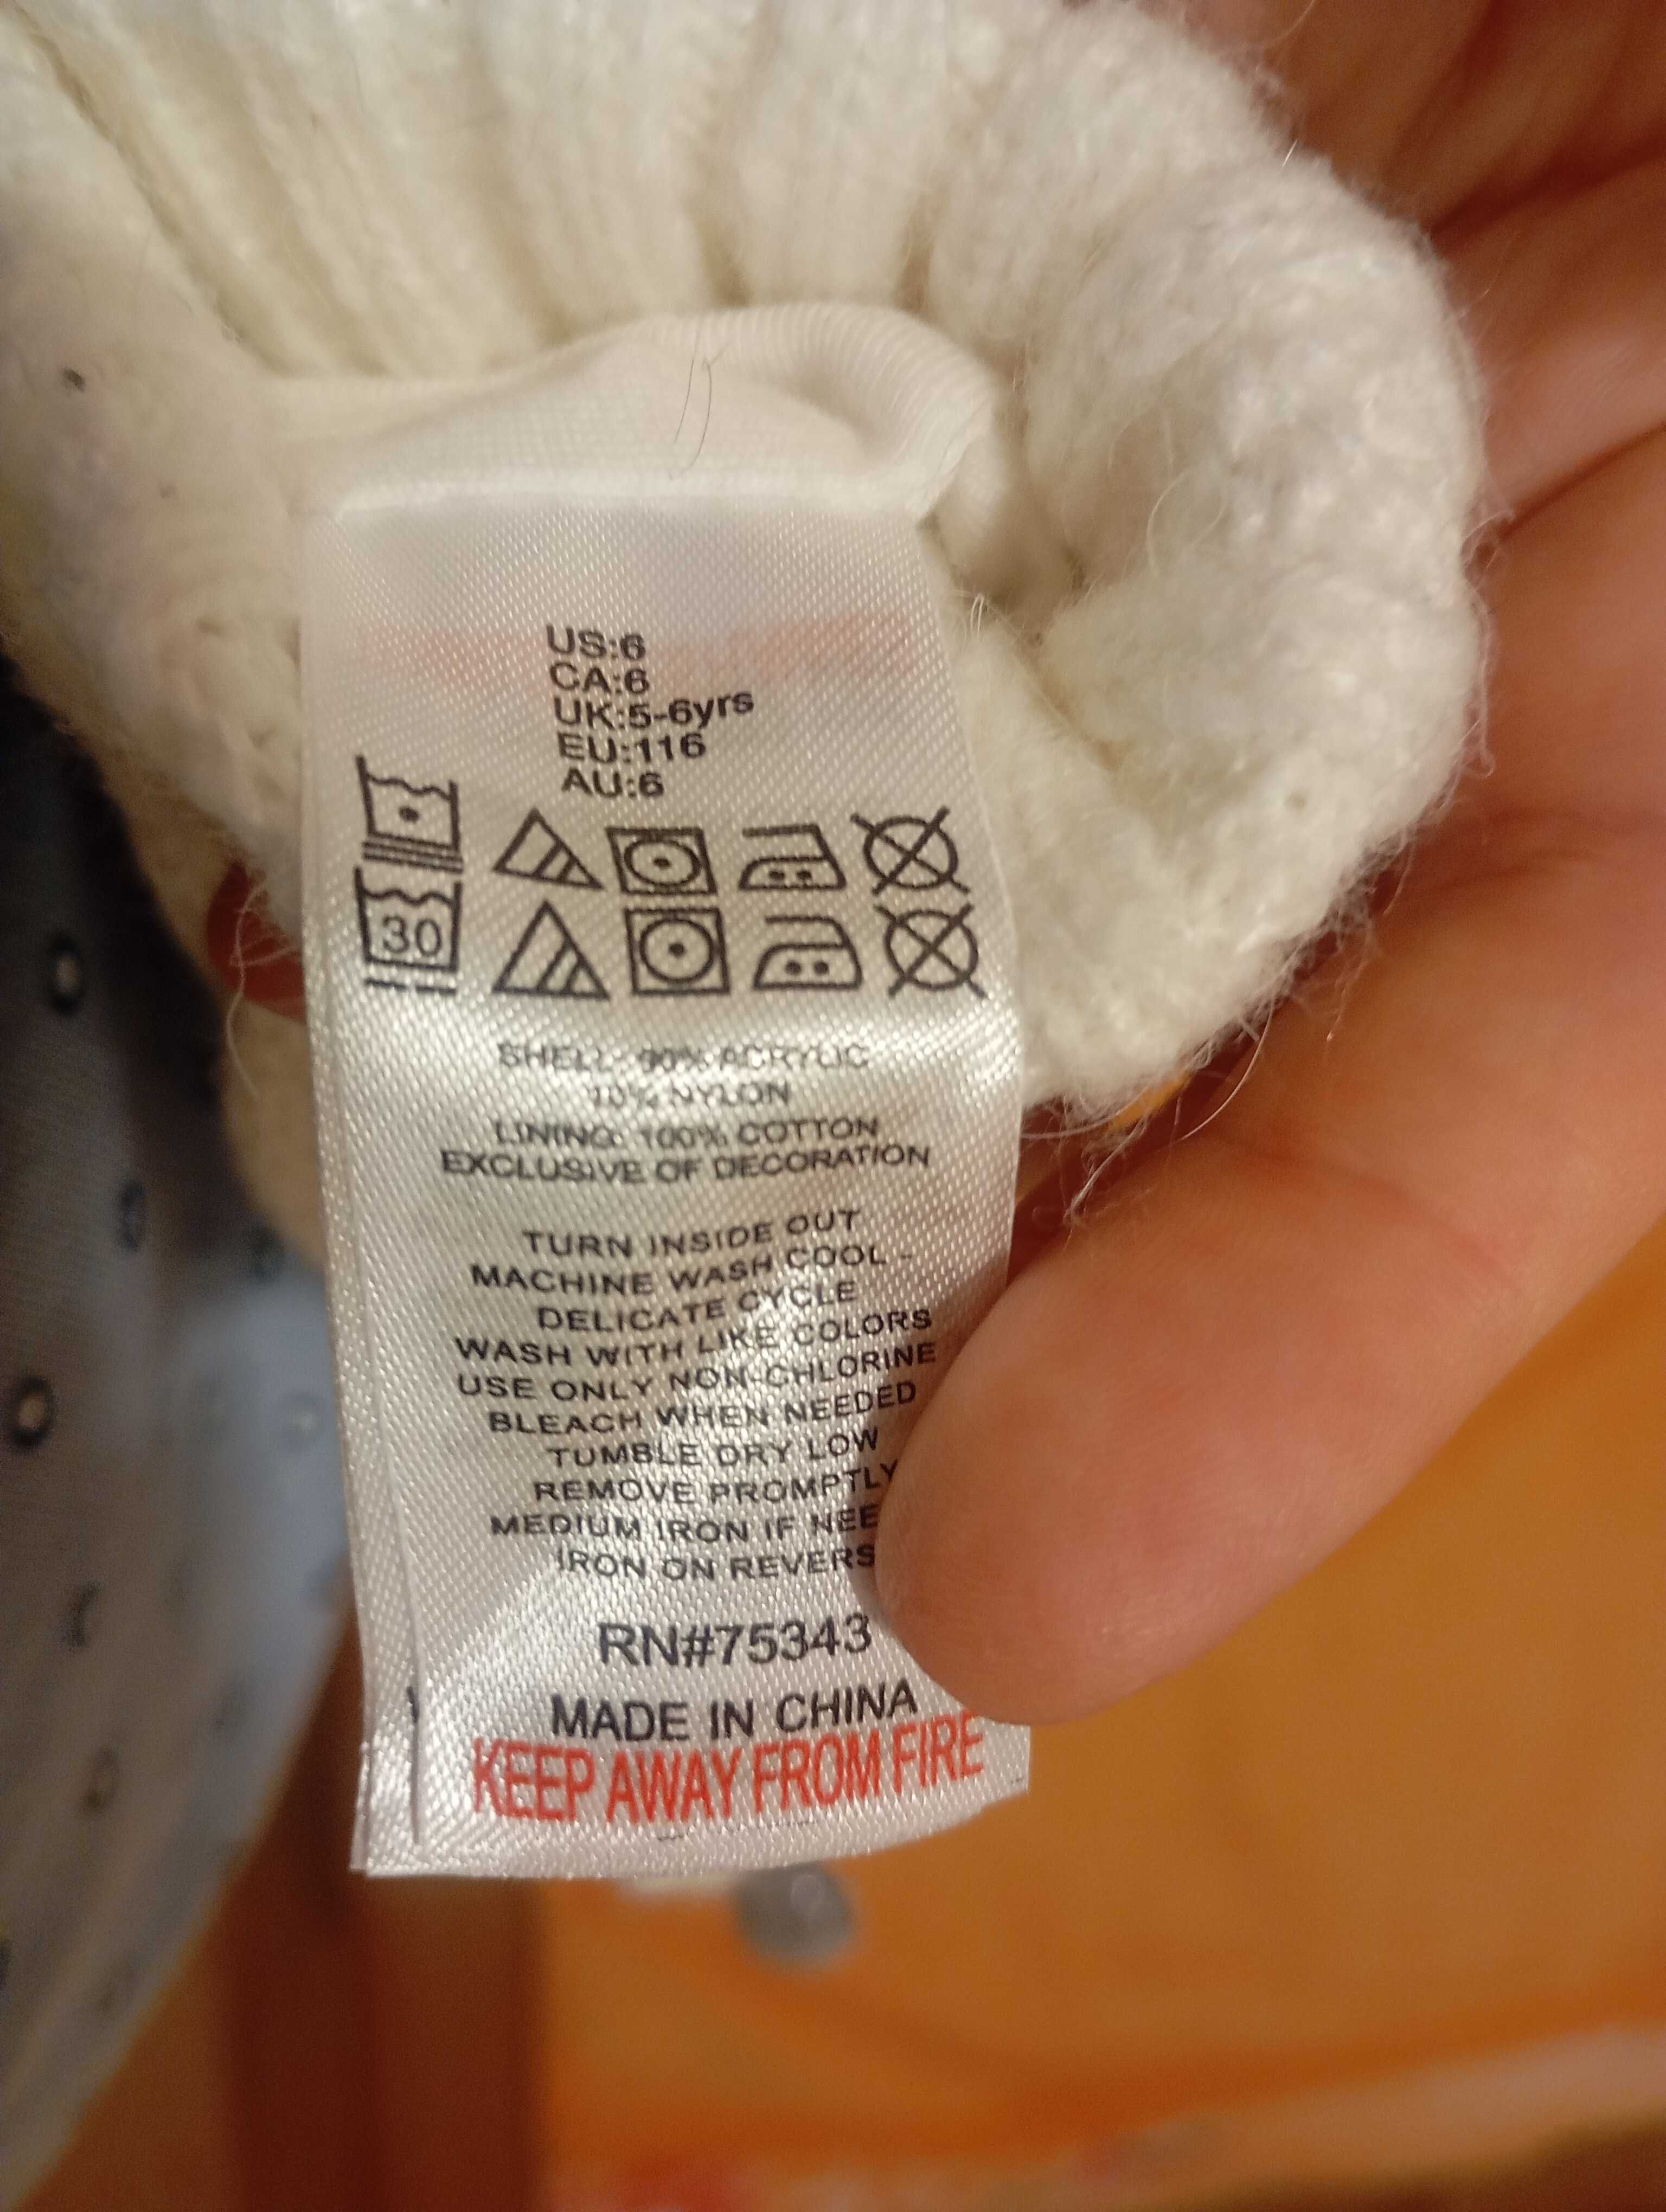 US:6
CA:6
UK:5-6yrs
EU:116
AU:6
30
SHELL: 90% ACRYLIC
10% NYLON
LINING: 100% COTTON
EXCLUSIVE OF DECORATION
TURN INSIDE OUT
MACHINE WASH COOL -
DELICATE CYCLE
WASH WITH LIKE COLORS
USE ONLY NON-CHLORINE
BLEACH WHEN NEEDED
TUMBLE DRY LOW
REMOVE PROMPTLY
MEDIUM IRON IF NEE
IRON ON REVERS
RN#75343
MADE IN CHINA
KEEP AWAY FROM FIRE